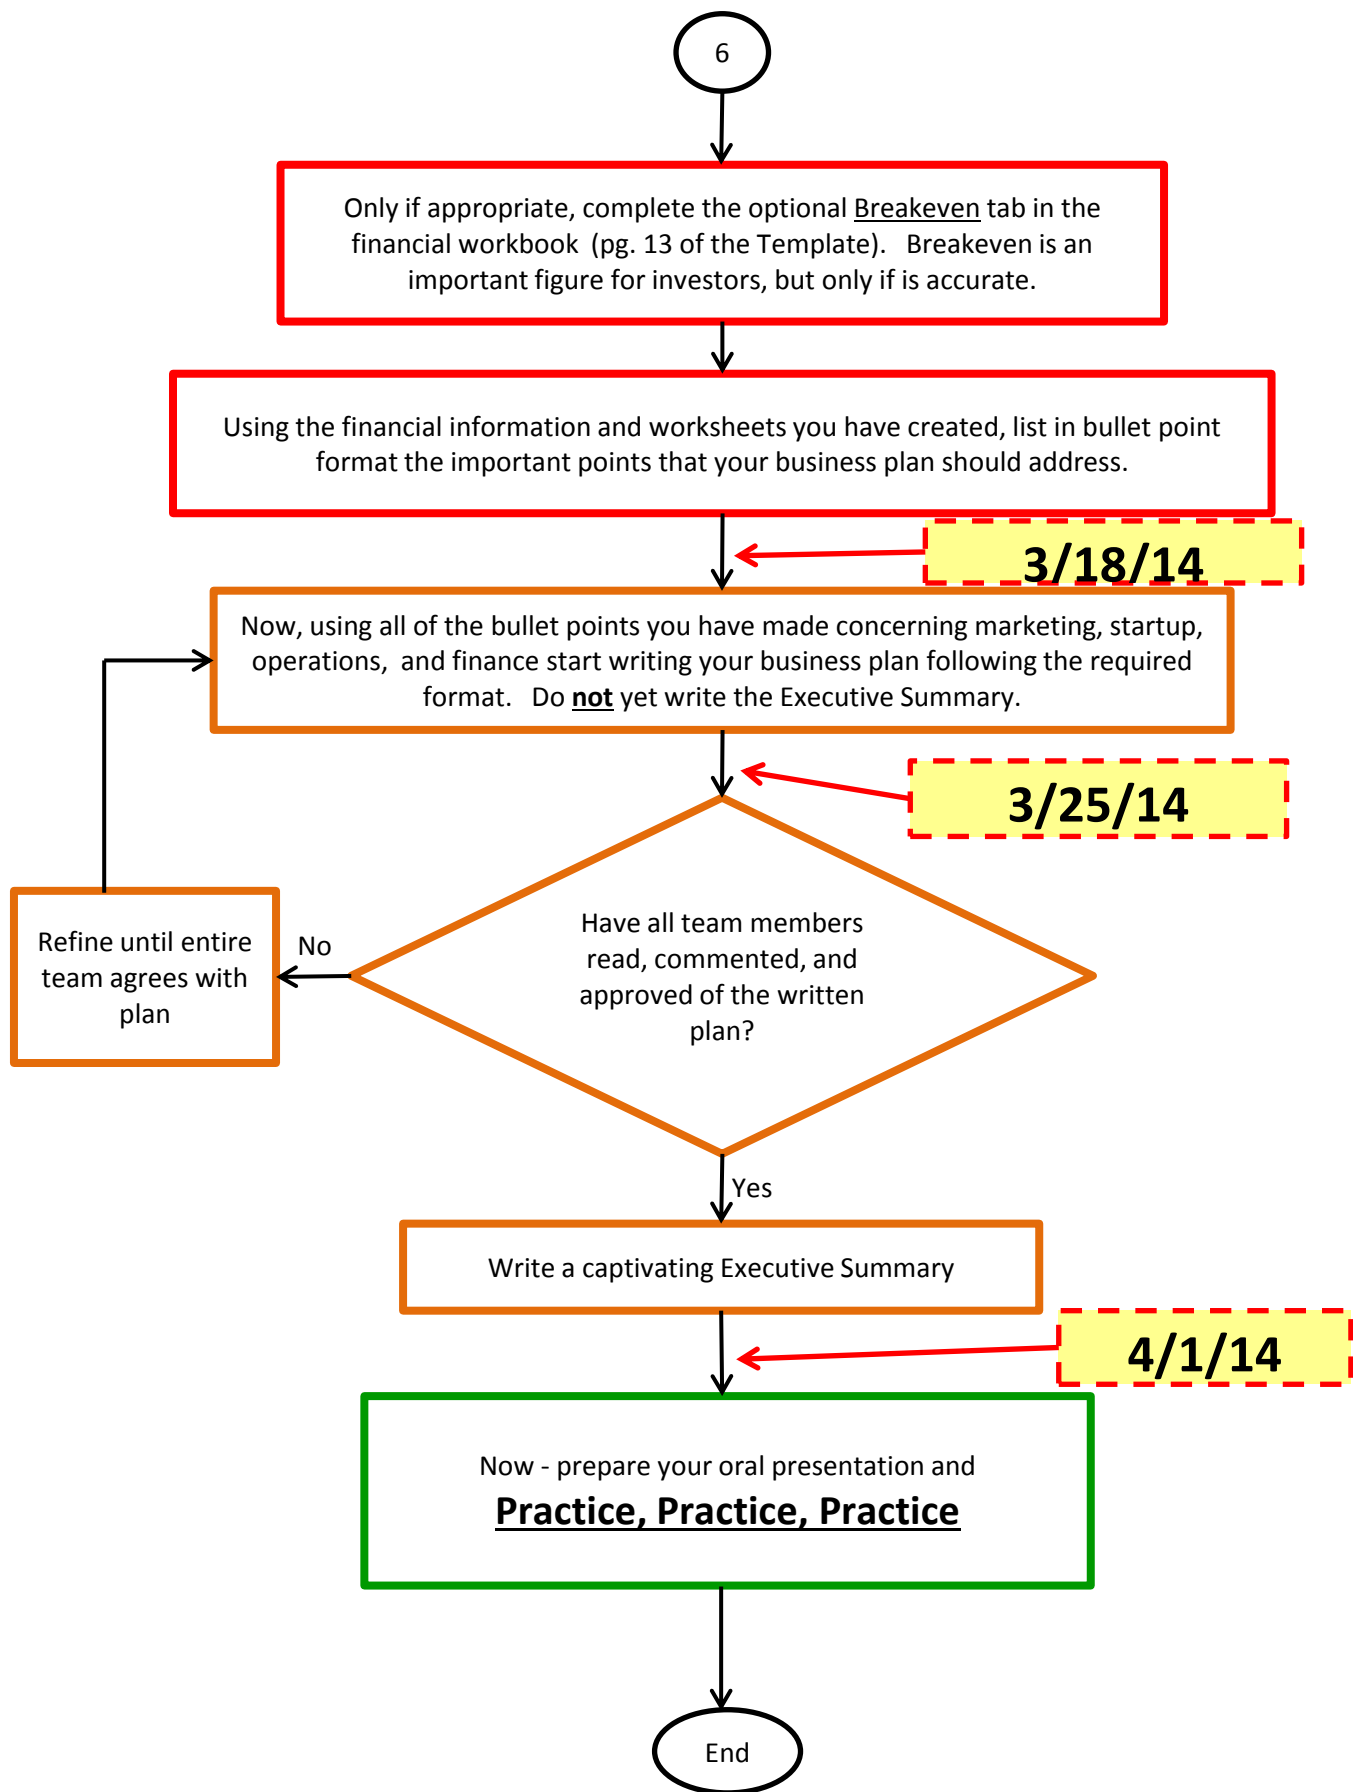 6
Only if appropriate, complete the optional Breakeven tab in the
financial workbook (pg. 13 of the Template). Breakeven is an
important figure for investors, but only if is accurate.
Using the financial information and worksheets you have created, list in bullet point
format the important points that your business plan should address.
3/18/14
Now, using all of the bullet points you have made concerning marketing, startup,
operations, and finance start writing your business plan following the required
format. Do not yet write the Executive Summary.
3/25/14
Have all team members
read, commented, and
approved of the written
plan?
No
Refine until entire
team agrees with
plan
Yes
Write a captivating Executive Summary
4/1/14
Now - prepare your oral presentation and
Practice, Practice, Practice
End